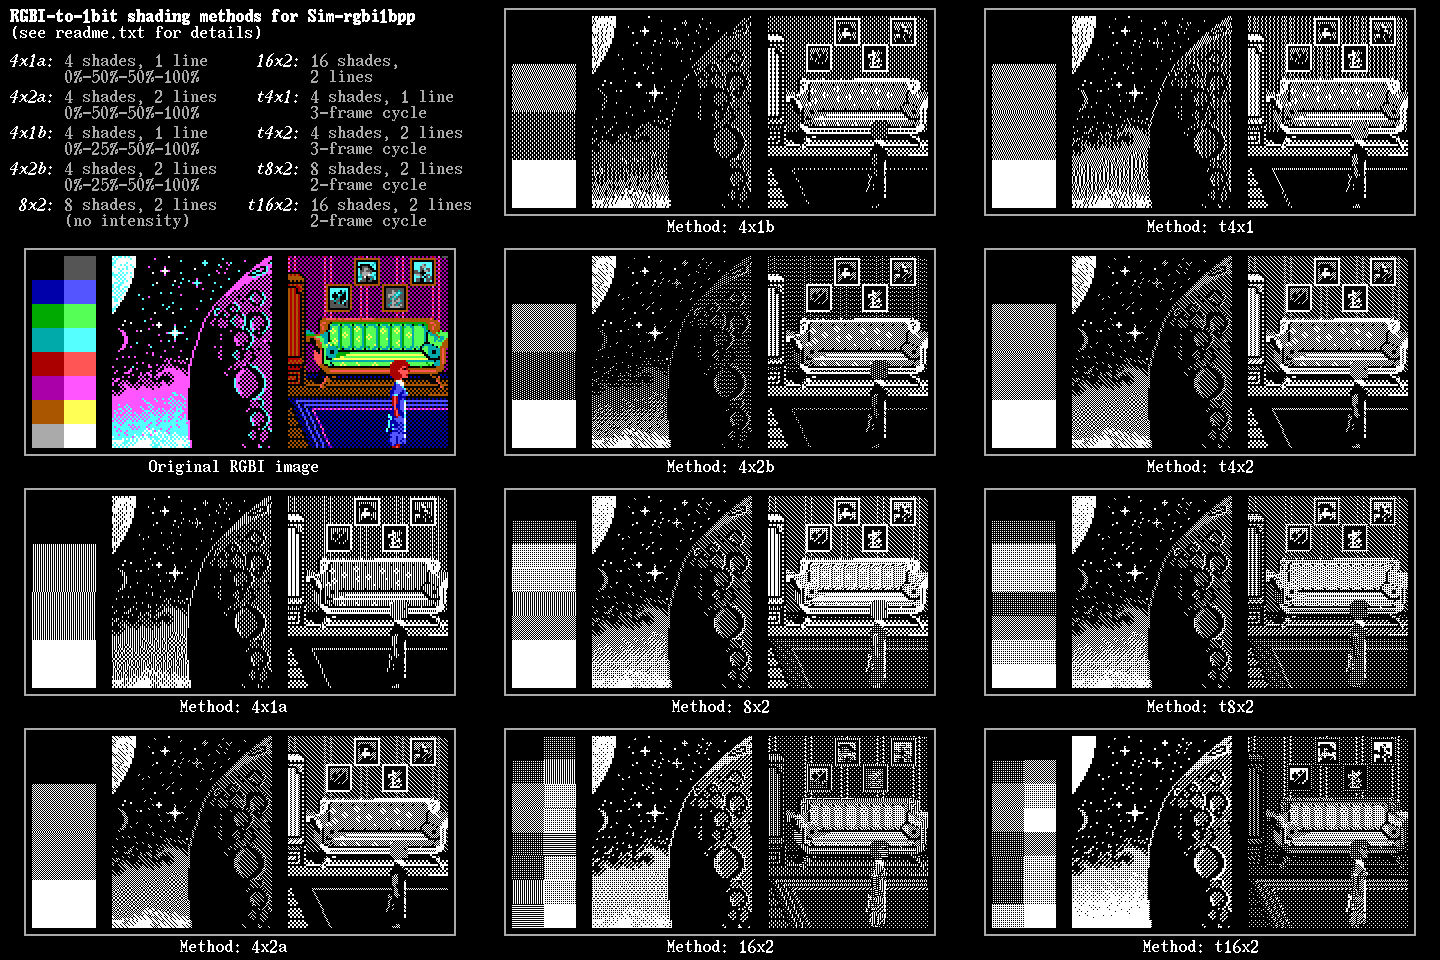 RGBI-to-1bit shading methods for Sim-rgbi1bpp
(see readme.txt for details)
4x1a: 4 shades, 1 line
0%-50%-50%-100%
4x2a: 4 shades, 2 lines
0%-50%-50%-100%
4x1b: 4 shades, 1 line
0%-25%-50%-100%
4x2b: 4 shades, 2 lines
0%-25%-50%-100%
8x2: 8 shades, 2 lines
(no intensity)
16x2: 16 shades,
2 lines
t4x1: 4 shades, 1 line
3-frame cycle
t4x2: 4 shades, 2 lines
3-frame cycle
t8x2: 8 shades, 2 lines
2-frame cycle
t16x2: 16 shades, 2 lines
2-frame cycle
Method: 4x1b
Method: t4x1
Original RGBI image
Method: 4x2b
Method: t4x2
Method: 4x1a
Method: 8x2
Method: t8x2
Method: 4x2a
Method: 16x2
Method: t16x2